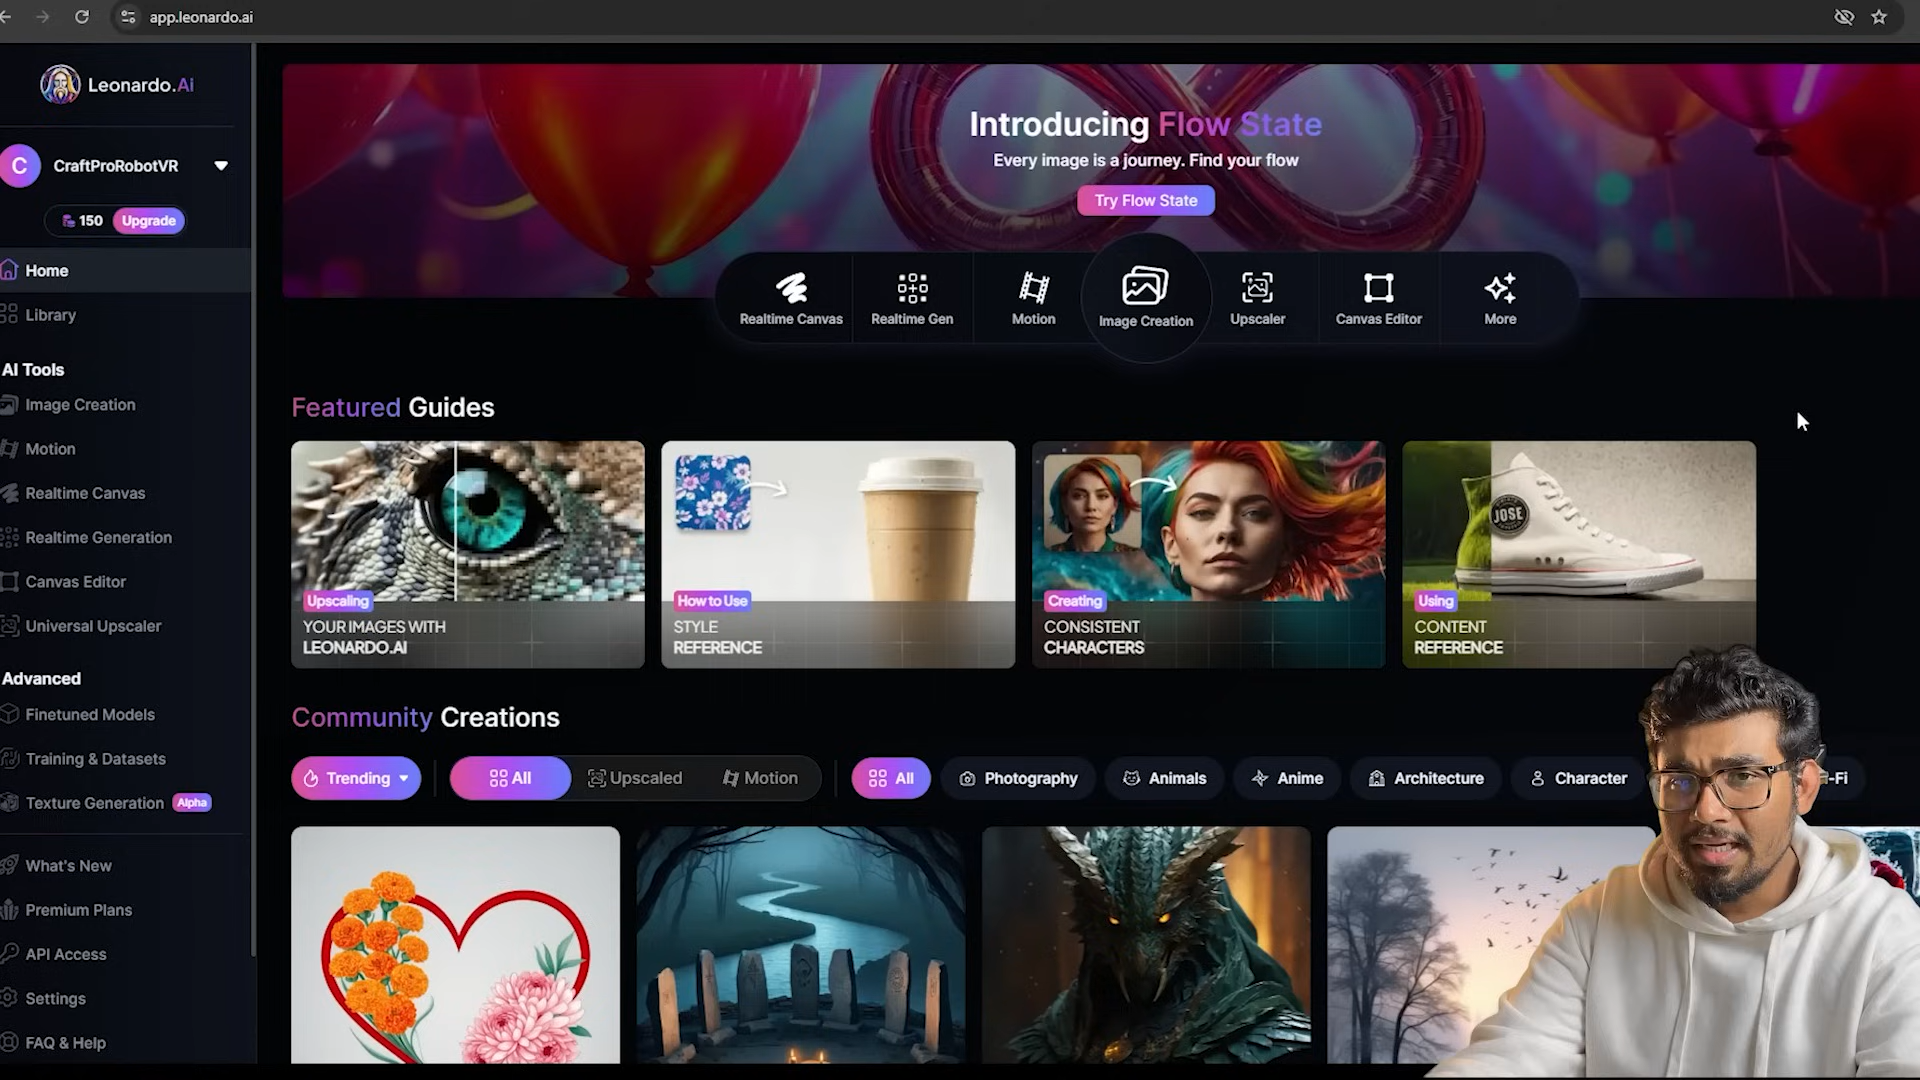 app.leonardo.ai
Leonardo.Ai
C
CraftProRobotVR
150
Upgrade
Home
Library
AI Tools
Image Creation
Motion
Realtime Canvas
Realtime Generation
Canvas Editor
Universal Upscaler
Advanced
Finetuned Models
Training & Datasets
Texture Generation Alpha
What's New
Premium Plans
API Access
Settings
FAQ & Help
Introducing Flow State
Every image is a journey. Find your flow
Try Flow State
Realtime Canvas
Realtime Gen
Motion
Image Creation
Upscaler
Canvas Editor
More
Featured Guides
Upscaling
YOUR IMAGES WITH
LEONARDO.AI
How to Use
STYLE
REFERENCE
Creating
CONSISTENT
CHARACTERS
JOSE
Using
CONTENT
REFERENCE
Community Creations
Trending
All
Upscaled
Motion
All
Photography
Animals
Anime
Architecture
Character
-Fi